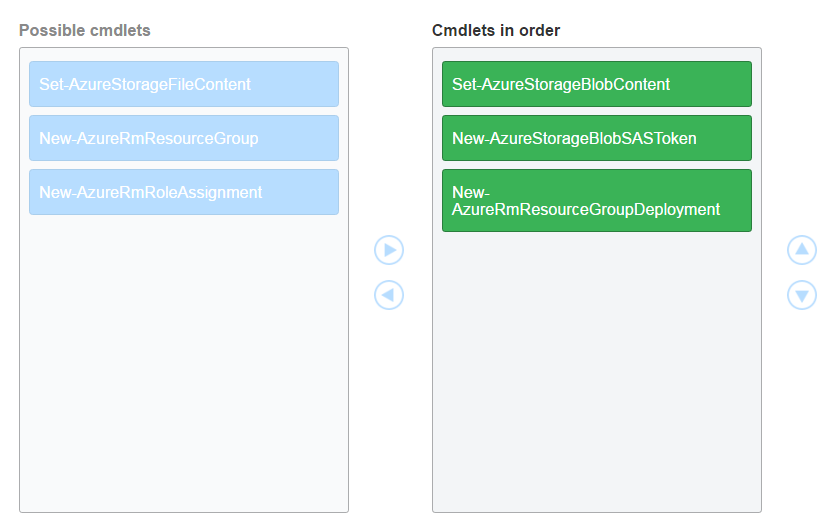 Possible cmdlets
Set-AzureStorageFileContent
New-AzureRmResourceGroup
New-AzureRmRoleAssignment
Cmdlets in order
Set-AzureStorageBlobContent
New-AzureStorageBlobSASToken
New-
AzureRmResourceGroupDeployment